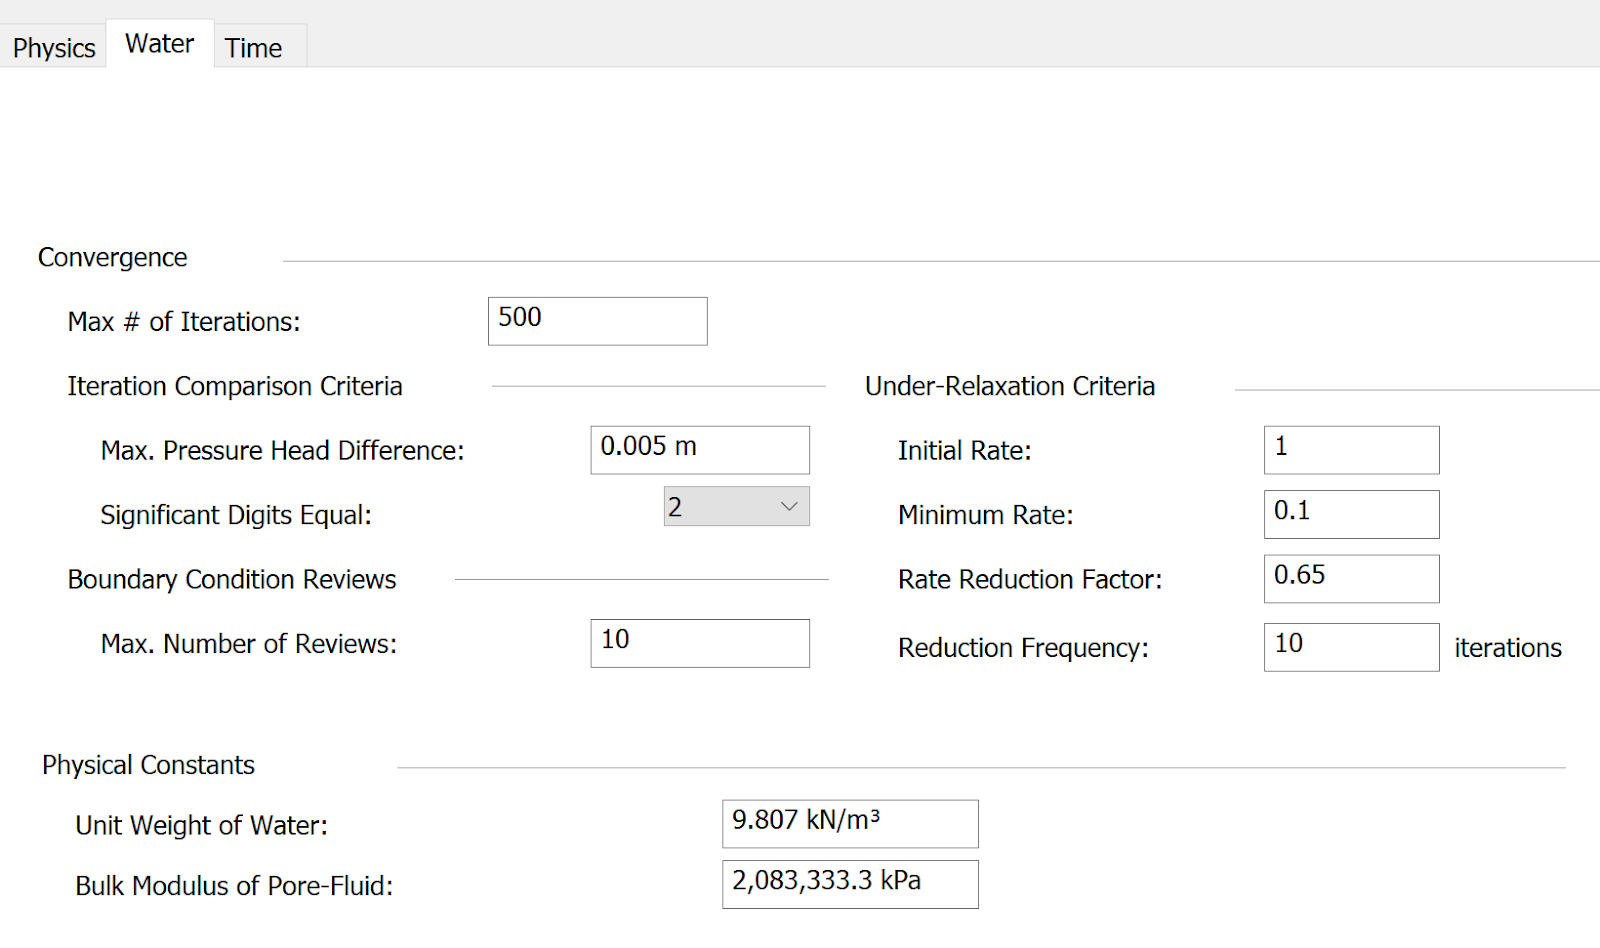 Physics Water Time
Convergence
Max # of Iterations: 500
Iteration Comparison Criteria
Max. Pressure Head Difference: 0.005 m
Significant Digits Equal: 2
Boundary Condition Reviews
Max. Number of Reviews: 10
Under-Relaxation Criteria
Initial Rate: 1
Minimum Rate: 0.1
Rate Reduction Factor: 0.65
Reduction Frequency: 10 iterations
Physical Constants
Unit Weight of Water: 9.807 kN/m³
Bulk Modulus of Pore-Fluid: 2,083,333.3 kPa